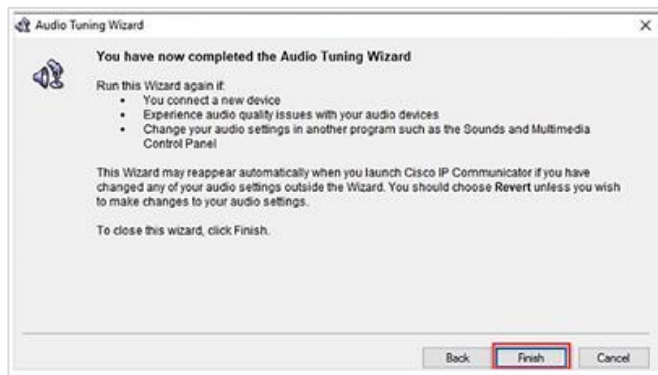 Audio Tuning Wizard
You have now completed the Audio Tuning Wizard
Run this Wizard again if:
• You connect a new device
• Experience audio quality issues with your audio devices
• Change your audio settings in another program such as the Sounds and Multimedia
Control Panel
This Wizard may reappear automatically when you launch Cisco IP Communicator if you have
changed any of your audio settings outside the Wizard. You should choose Revert unless you wish
to make changes to your audio settings.
To close this wizard, click Finish.
Back Finish Cancel